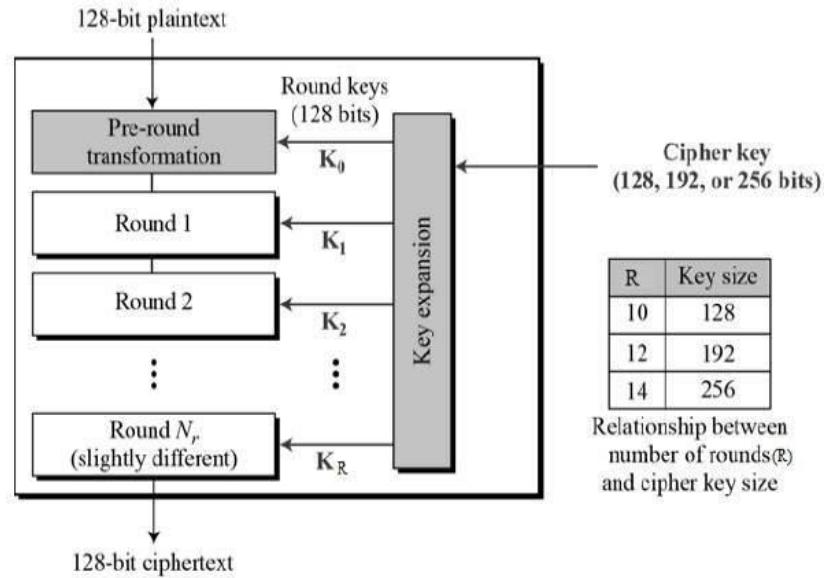 128-bit plaintext
Round keys
(128 bits)
Pre-round
transformation
K0
Cipher key
(128, 192, or 256 bits)
Round 1
K1
Key expansion
Round 2
K2
R Key size
10 128
12 192
14 256
Round Nr
(slightly different)
KR
Relationship between
number of rounds(R)
and cipher key size
128-bit ciphertext